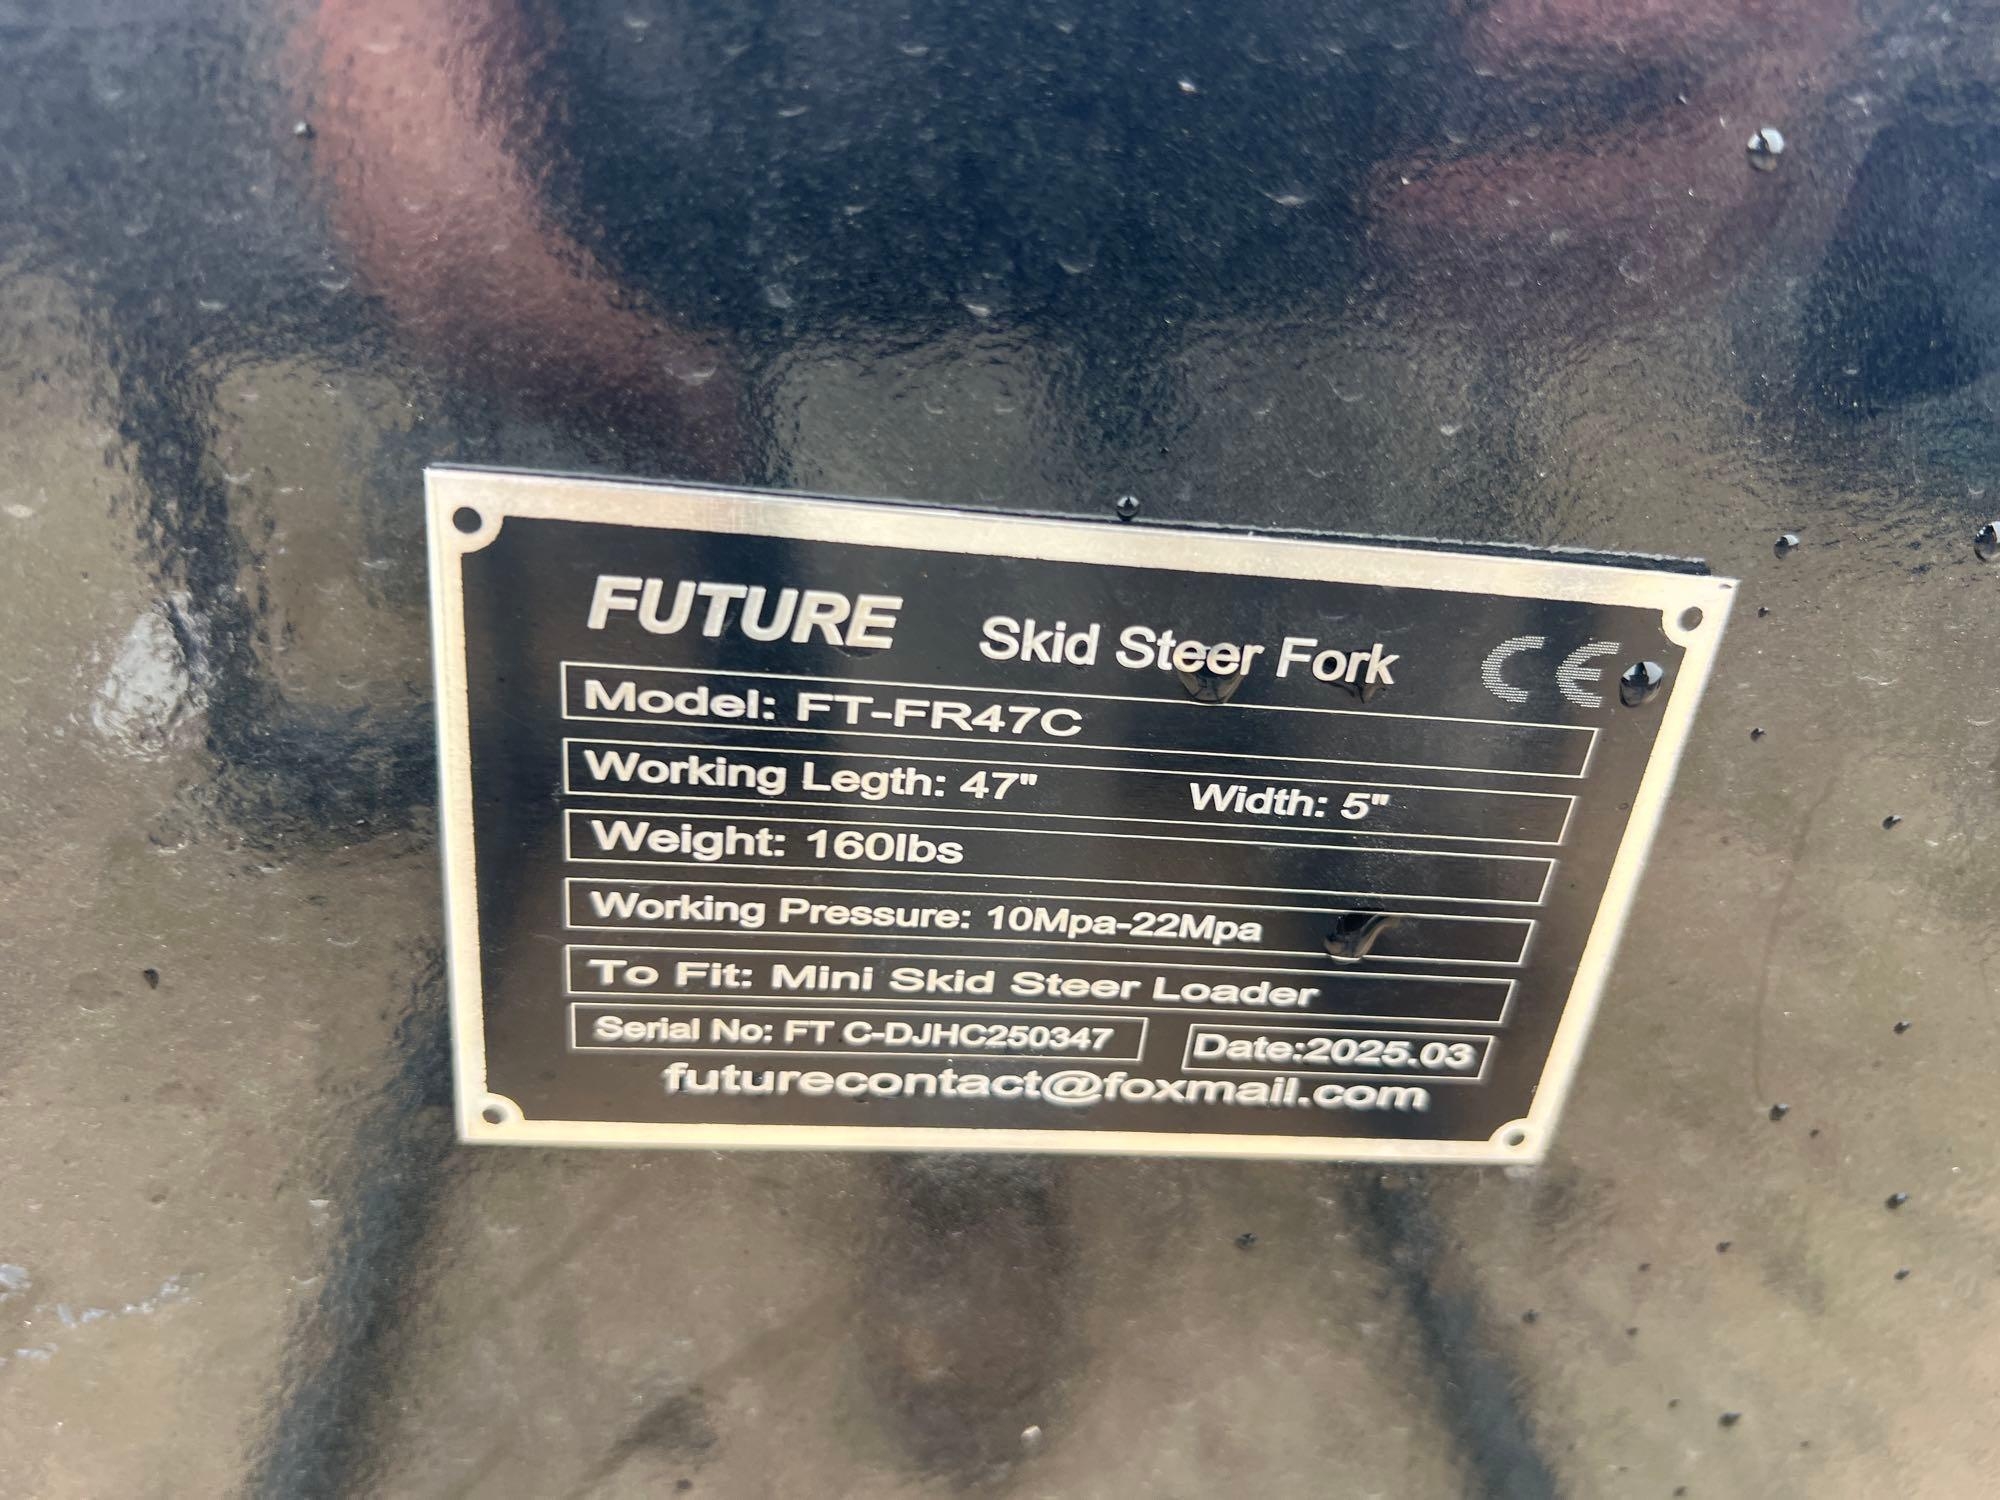 FUTURE Skid Steer Fork CE
Model: FT-FR47C
Working Legth: 47" Width: 5"
Weight: 160lbs
Working Pressure: 10Mpa-22Mpa
To Fit: Mini Skid Steer Loader
Serial No: FT C-DJHC250347 Date:2025.03
futurecontact@foxmail.com